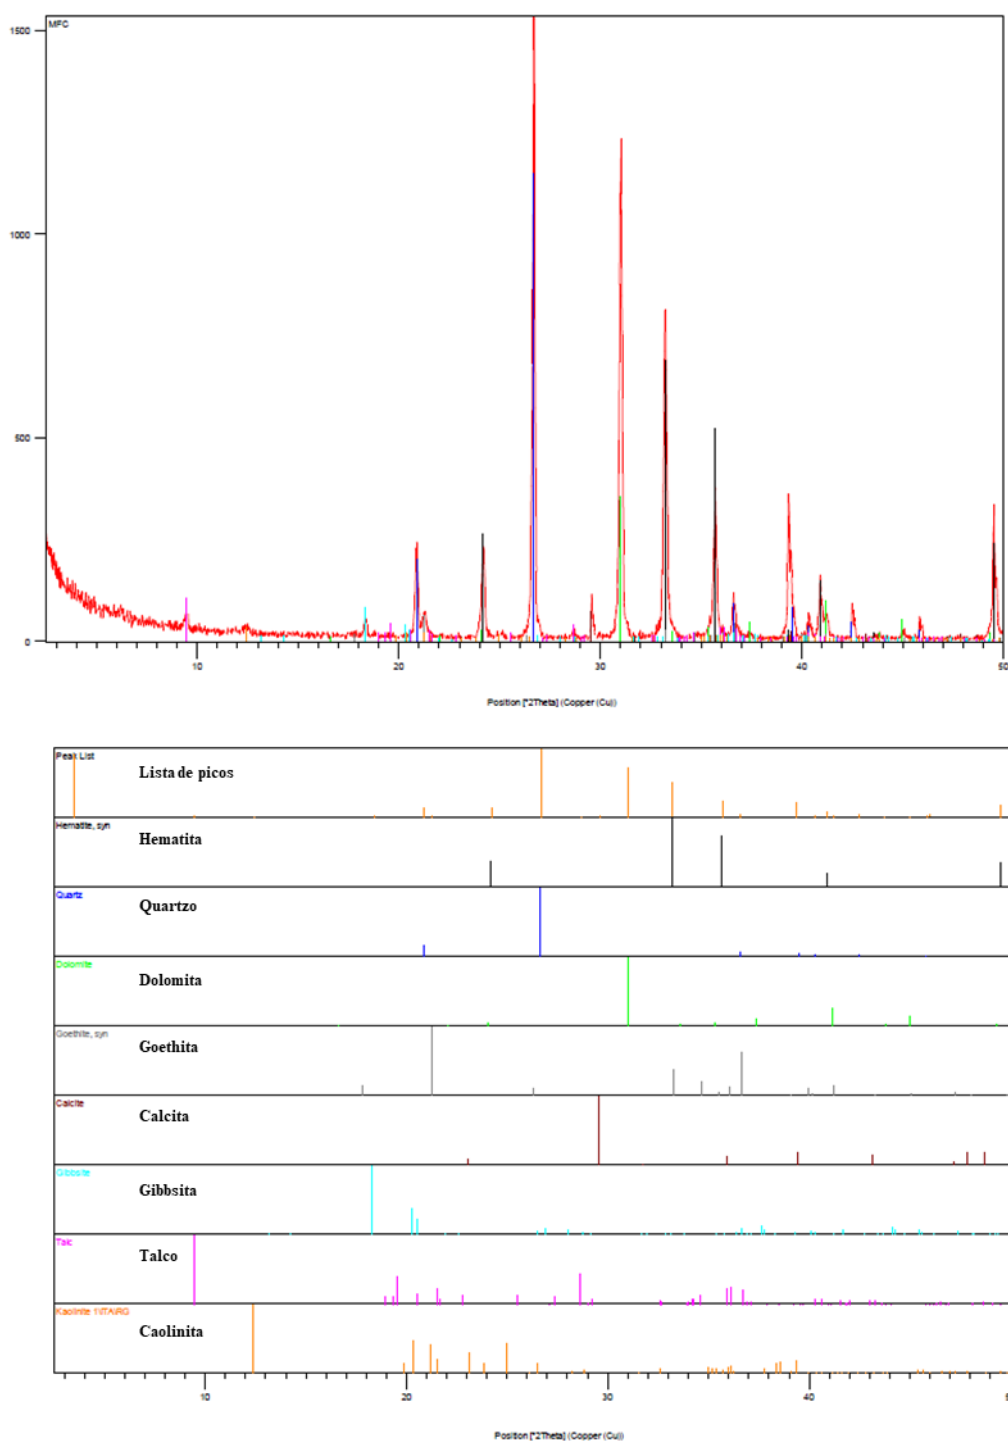 MFC
1500
1000
500
0
10 20 30 40 50
Position [°2Theta] (Copper (Cu))
Peak List
Lista de picos
Hematite, syn
Hematita
Quartz
Quartzo
Dolomite
Dolomita
Goethite, syn
Goethita
Calcite
Calcita
Gibbsite
Gibbsita
Talc
Talco
Kaolinite 1\ITA\RG
Caolinita
10 20 30 40
Position [°2Theta] (Copper (Cu))